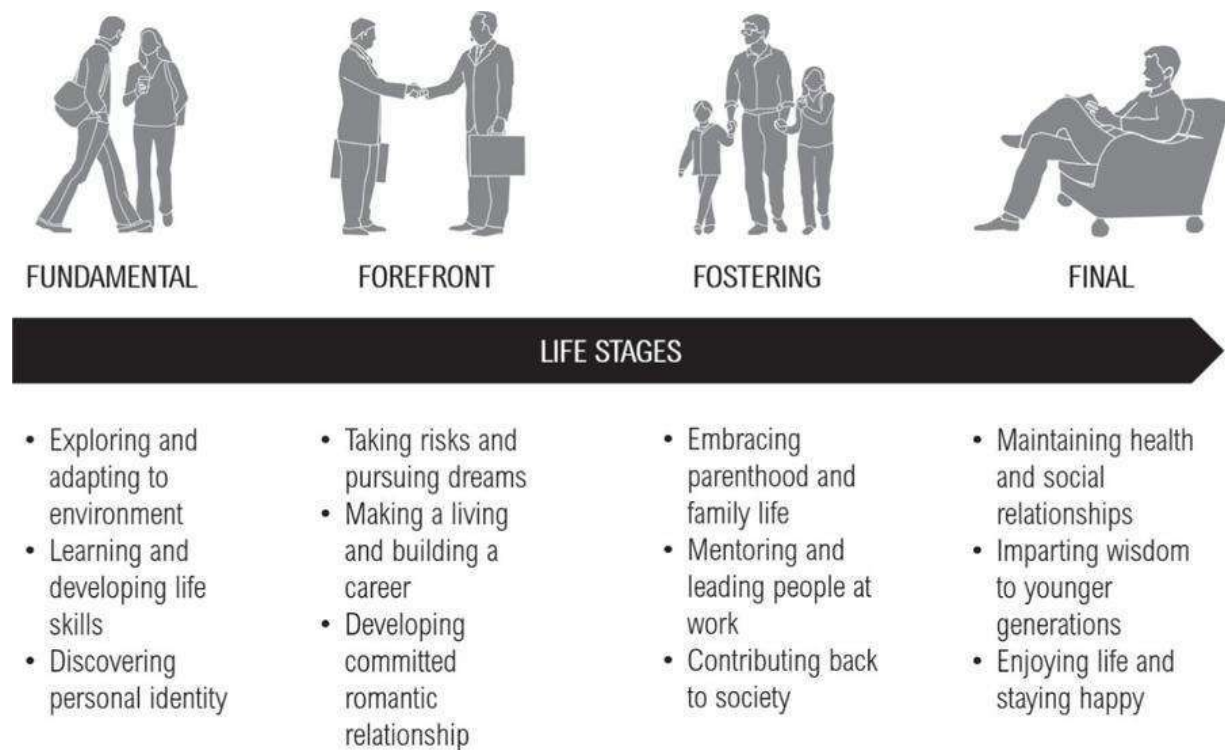 FUNDAMENTAL
FOREFRONT
FOSTERING
FINAL
LIFE STAGES
• Exploring and
adapting to
environment
• Learning and
developing life
skills
• Discovering
personal identity
• Taking risks and
pursuing dreams
• Making a living
and building a
career
• Developing
committed
romantic
relationship
• Embracing
parenthood and
family life
• Mentoring and
leading people at
work
• Contributing back
to society
• Maintaining health
and social
relationships
• Imparting wisdom
to younger
generations
• Enjoying life and
staying happy